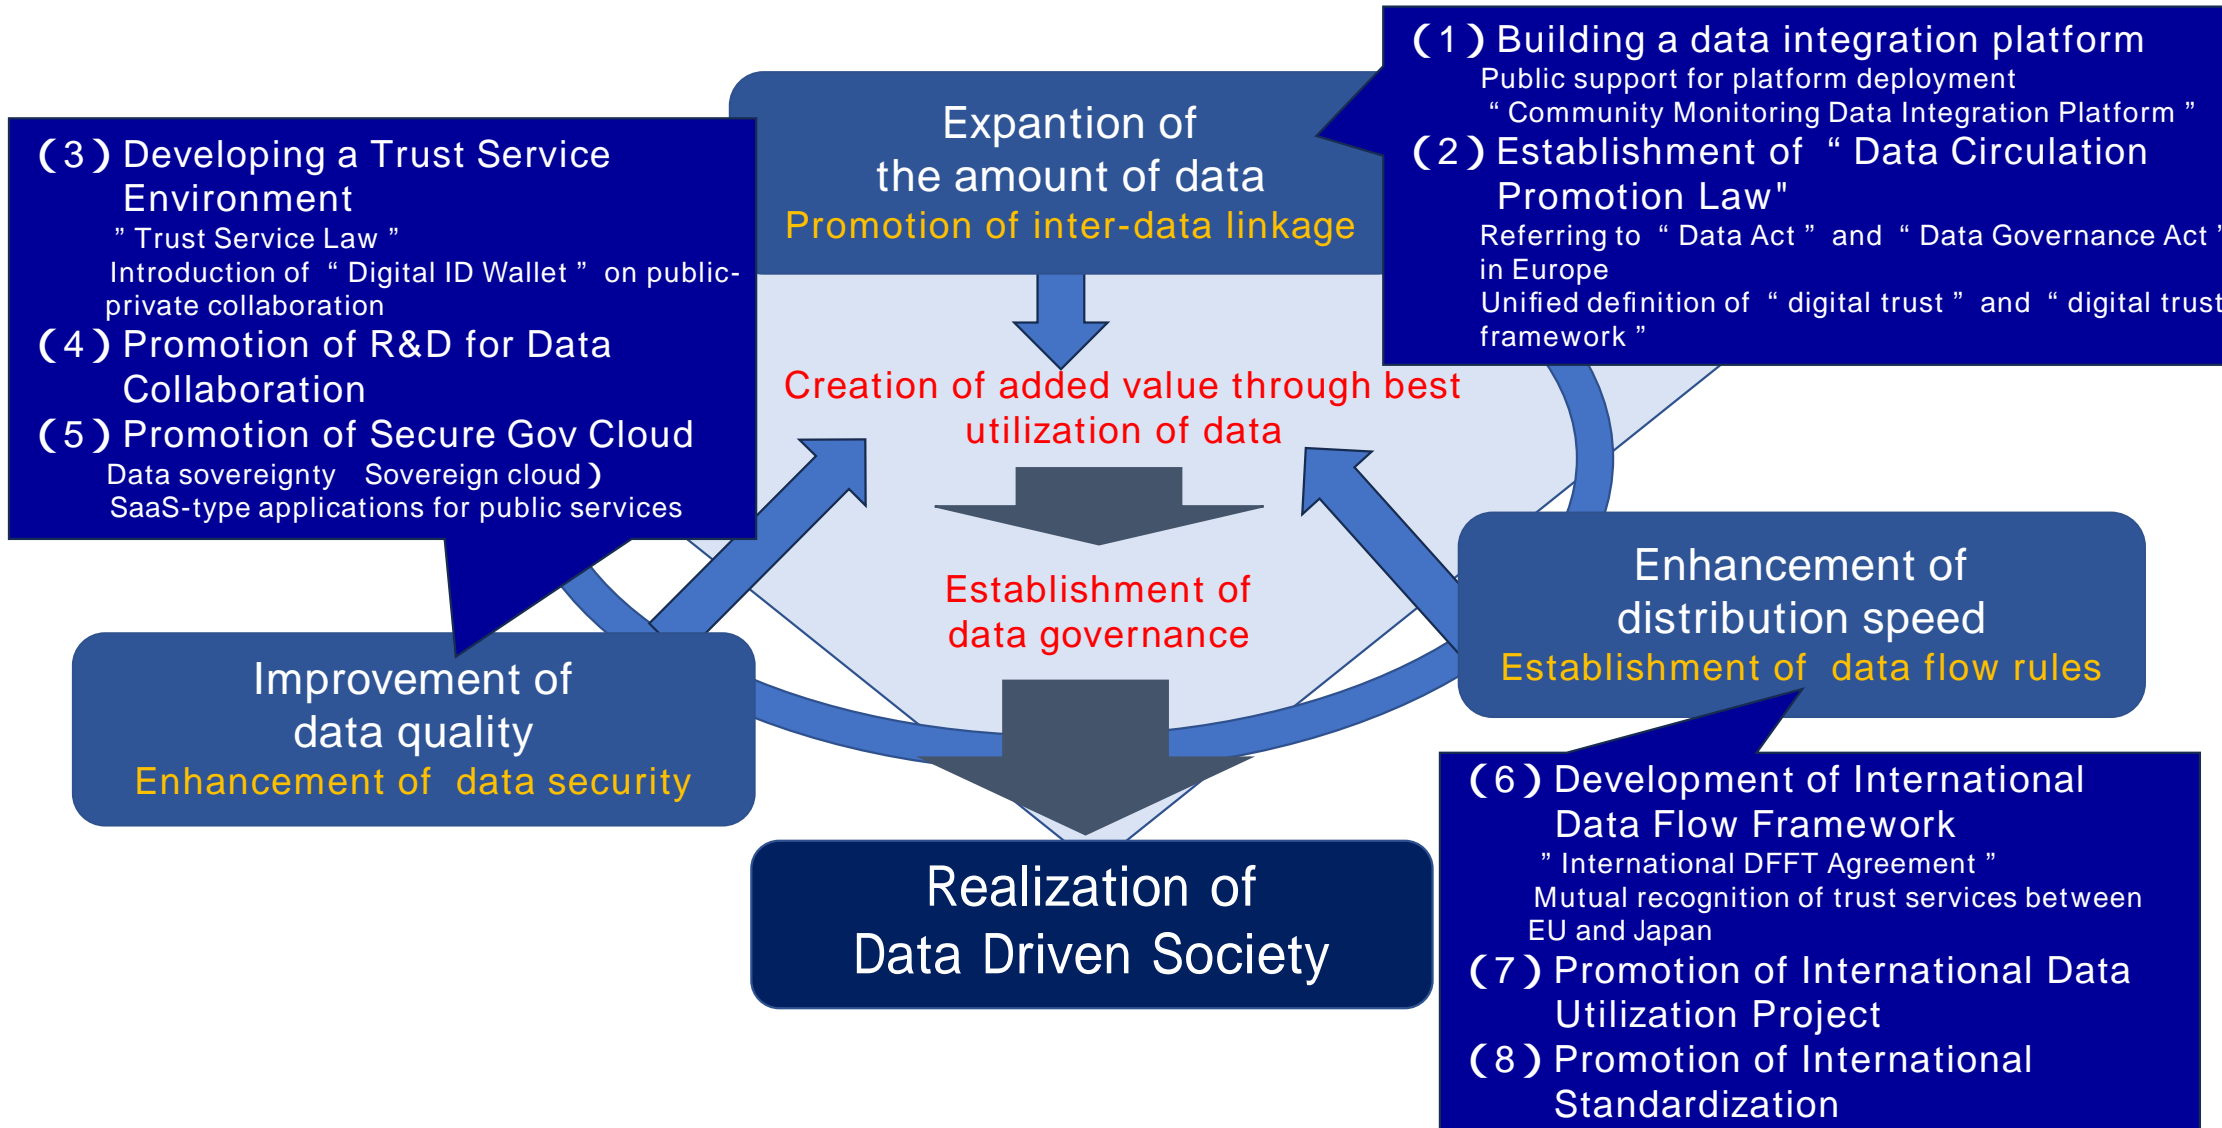 (1) Building a data integration platform
Public support for platform deployment
“ Community Monitoring Data Integration Platform ”
(2) Establishment of “ Data Circulation
Promotion Law"
Referring to “ Data Act ” and “ Data Governance Act ”
in Europe
Unified definition of “ digital trust ” and “ digital trust
framework ”
Expantion of
the amount of data
Promotion of inter-data linkage
(3) Developing a Trust Service
Environment
” Trust Service Law ”
Introduction of “ Digital ID Wallet ” on public-
private collaboration
(4) Promotion of R&D for Data
Collaboration
(5) Promotion of Secure Gov Cloud
Data sovereignty Sovereign cloud)
SaaS-type applications for public services
Creation of added value through best
utilization of data
Establishment of
data governance
Enhancement of
distribution speed
Establishment of data flow rules
Improvement of
data quality
Enhancement of data security
(6) Development of International
Data Flow Framework
” International DFFT Agreement ”
Mutual recognition of trust services between
EU and Japan
(7) Promotion of International Data
Utilization Project
(8) Promotion of International
Standardization
Realization of
Data Driven Society